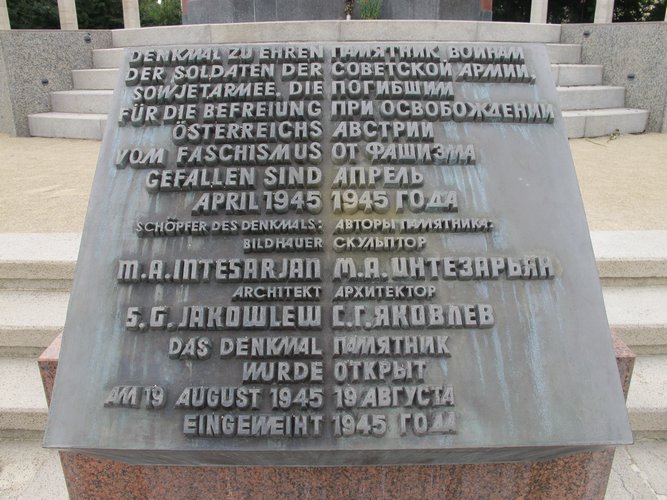 DENKMAL ZU EHREN ПАМЯТНИК ВОИНАМ
DER SOLDATEN DER СОВЕТСКОЙ АРМИИ,
SOWJETARMEE, DIE ПОГИБШИМ
FÜR DIE BEFREIUNG ПРИ ОСВОБОЖДЕНИИ
ÖSTERREICHS АВСТРИИ
VOM FASCHISMUS ОТ ФАШИЗМА
GEFALLEN SIND АПРЕЛЬ
APRIL 1945 1945 ГОДА
SCHÖPFER DES DENKMALS: АВТОРЫ ПАМЯТНИКА:
BILDHAUER СКУЛЬПТОР
M.A. INTESARJAN М.А. ИНТЕЗАРЬЯН
ARCHITEKT АРХИТЕКТОР
S.G. JAKOWLEW С.Г. ЯКОВЛЕВ
DAS DENKMAL ПАМЯТНИК
WURDE ОТКРЫТ
AM 19 AUGUST 1945 19 АВГУСТА
EINGEWEIHT 1945 ГОДА